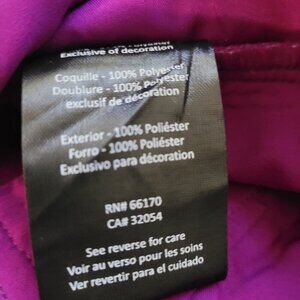 Exclusive of decoration
Coquille - 100% Polyester
Doublure - 100% Polyester
exclusif de décoration
Exterior - 100% Poliéster
Forro - 100% Poliéster
Exclusivo para décoration
RN# 66170
CA# 32054
See reverse for care
Voir au verso pour les soins
Ver revertir para el cuidado